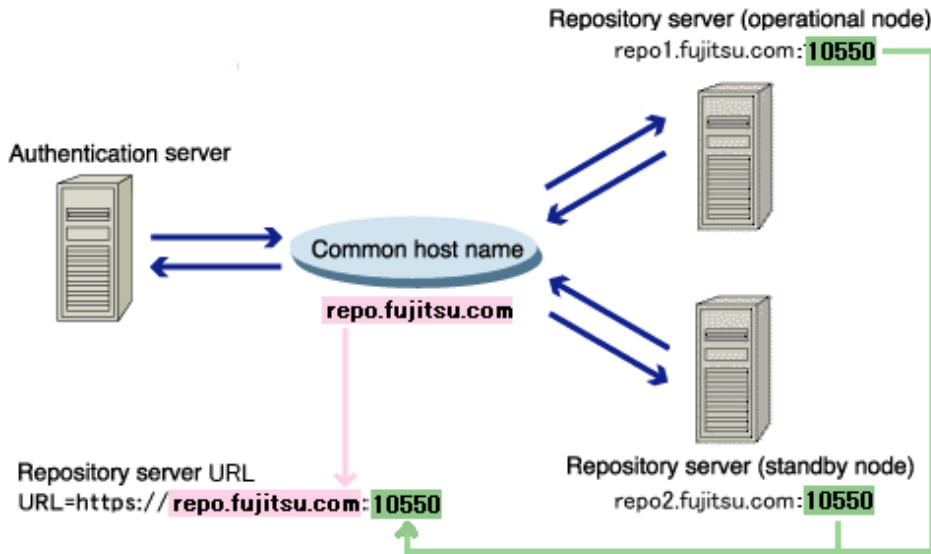 Repository server (operational node)
repo1.fujitsu.com:10550
Authentication server
Common host name
repo.fujitsu.com
Repository server URL
URL=https://repo.fujitsu.com:10550
Repository server (standby node)
repo2.fujitsu.com:10550